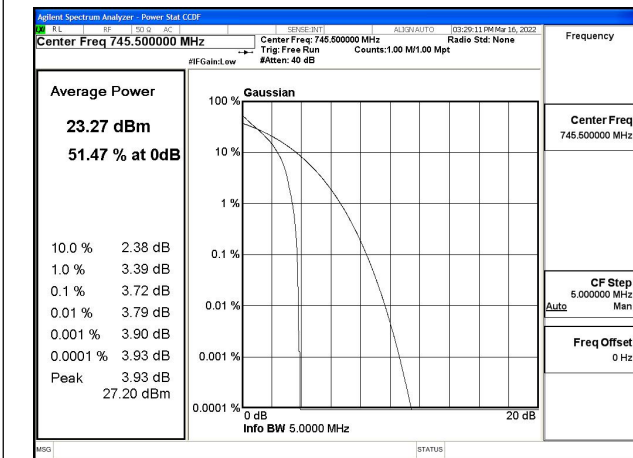 Agilent Spectrum Analyzer - Power Stat CCDF
RL RF 50 Ω AC SENSE:INT ALIGN AUTO 03:29:11 PM Mar 16, 2022
Center Freq 745.500000 MHz
Center Freq: 745.500000 MHz Radio Std: None
Trig: Free Run Counts:1.00 M/1.00 Mpt
#IFGain:Low #Atten: 40 dB
Frequency
Average Power
23.27 dBm
51.47 % at 0dB
10.0 % 2.38 dB
1.0 % 3.39 dB
0.1 % 3.72 dB
0.01 % 3.79 dB
0.001 % 3.90 dB
0.0001 % 3.93 dB
Peak 3.93 dB
27.20 dBm
Gaussian
100 %
10 %
1 %
0.1 %
0.01 %
0.001 %
0.0001 %
0 dB 20 dB
Info BW 5.0000 MHz
Center Freq
745.500000 MHz
CF Step
5.000000 MHz
Auto Man
Freq Offset
0 Hz
MSG STATUS